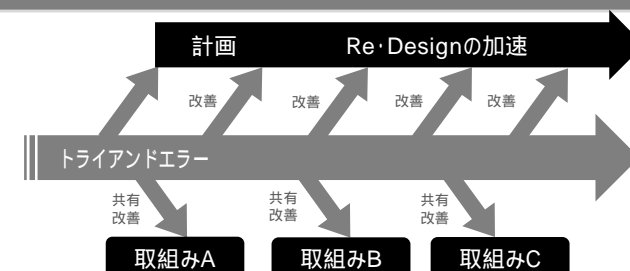 計画 Re･Designの加速
改善 改善 改善 改善
トライアンドエラー
共有
改善
共有
改善
共有
改善
取組みA 取組みB 取組みC